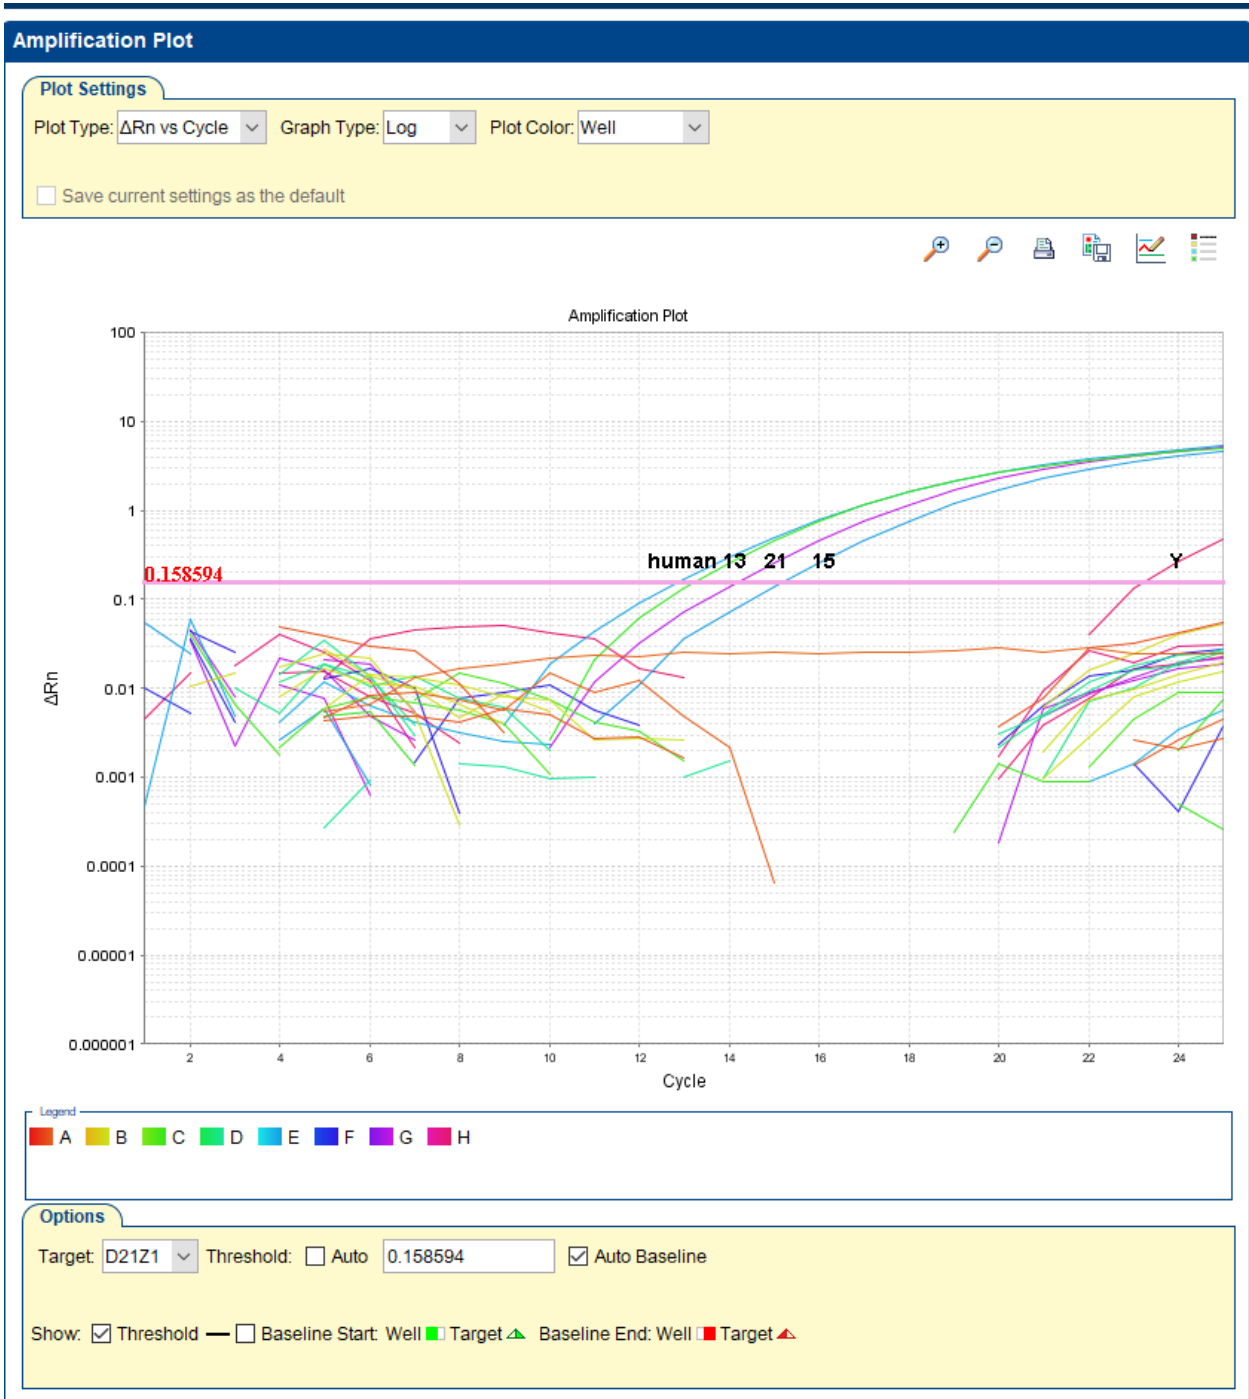 Amplification Plot
Plot Settings
Plot Type: ΔRn vs Cycle Graph Type: Log Plot Color: Well
Save current settings as the default
Amplification Plot
100
10
1
human 13 21 15 Y
0.158594
0.1
0.01
0.001
0.0001
0.00001
0.000001
ΔRn
2 4 6 8 10 12 14 16 18 20 22 24
Cycle
Legend
A B C D E F G H
Options
Target: D21Z1 Threshold: Auto 0.158594 Auto Baseline
Show: Threshold Baseline Start: Well Target Baseline End: Well Target